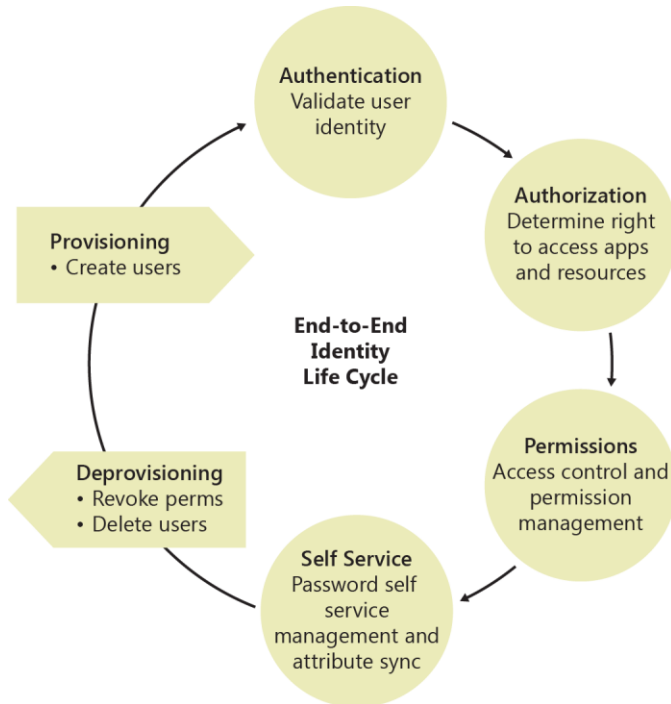 Authentication
Validate user
identity
Authorization
Determine right
to access apps
and resources
Provisioning
• Create users
End-to-End
Identity
Life Cycle
Permissions
Access control and
permission
management
Deprovisioning
• Revoke perms
• Delete users
Self Service
Password self
service
management and
attribute sync